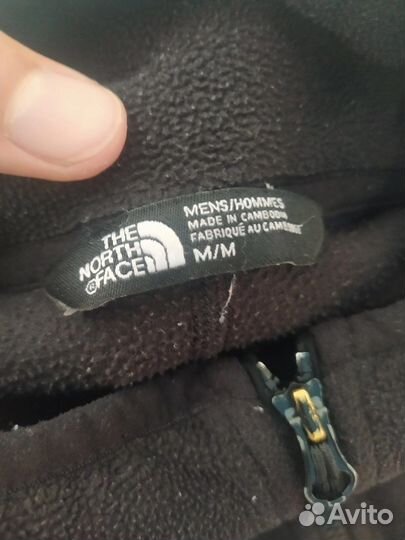 THE
NORTH
FACE
MENS/HOMMES
MADE IN CAMBODIA
FABRIQUÉ AU CAMBODGE
M/M
Avito